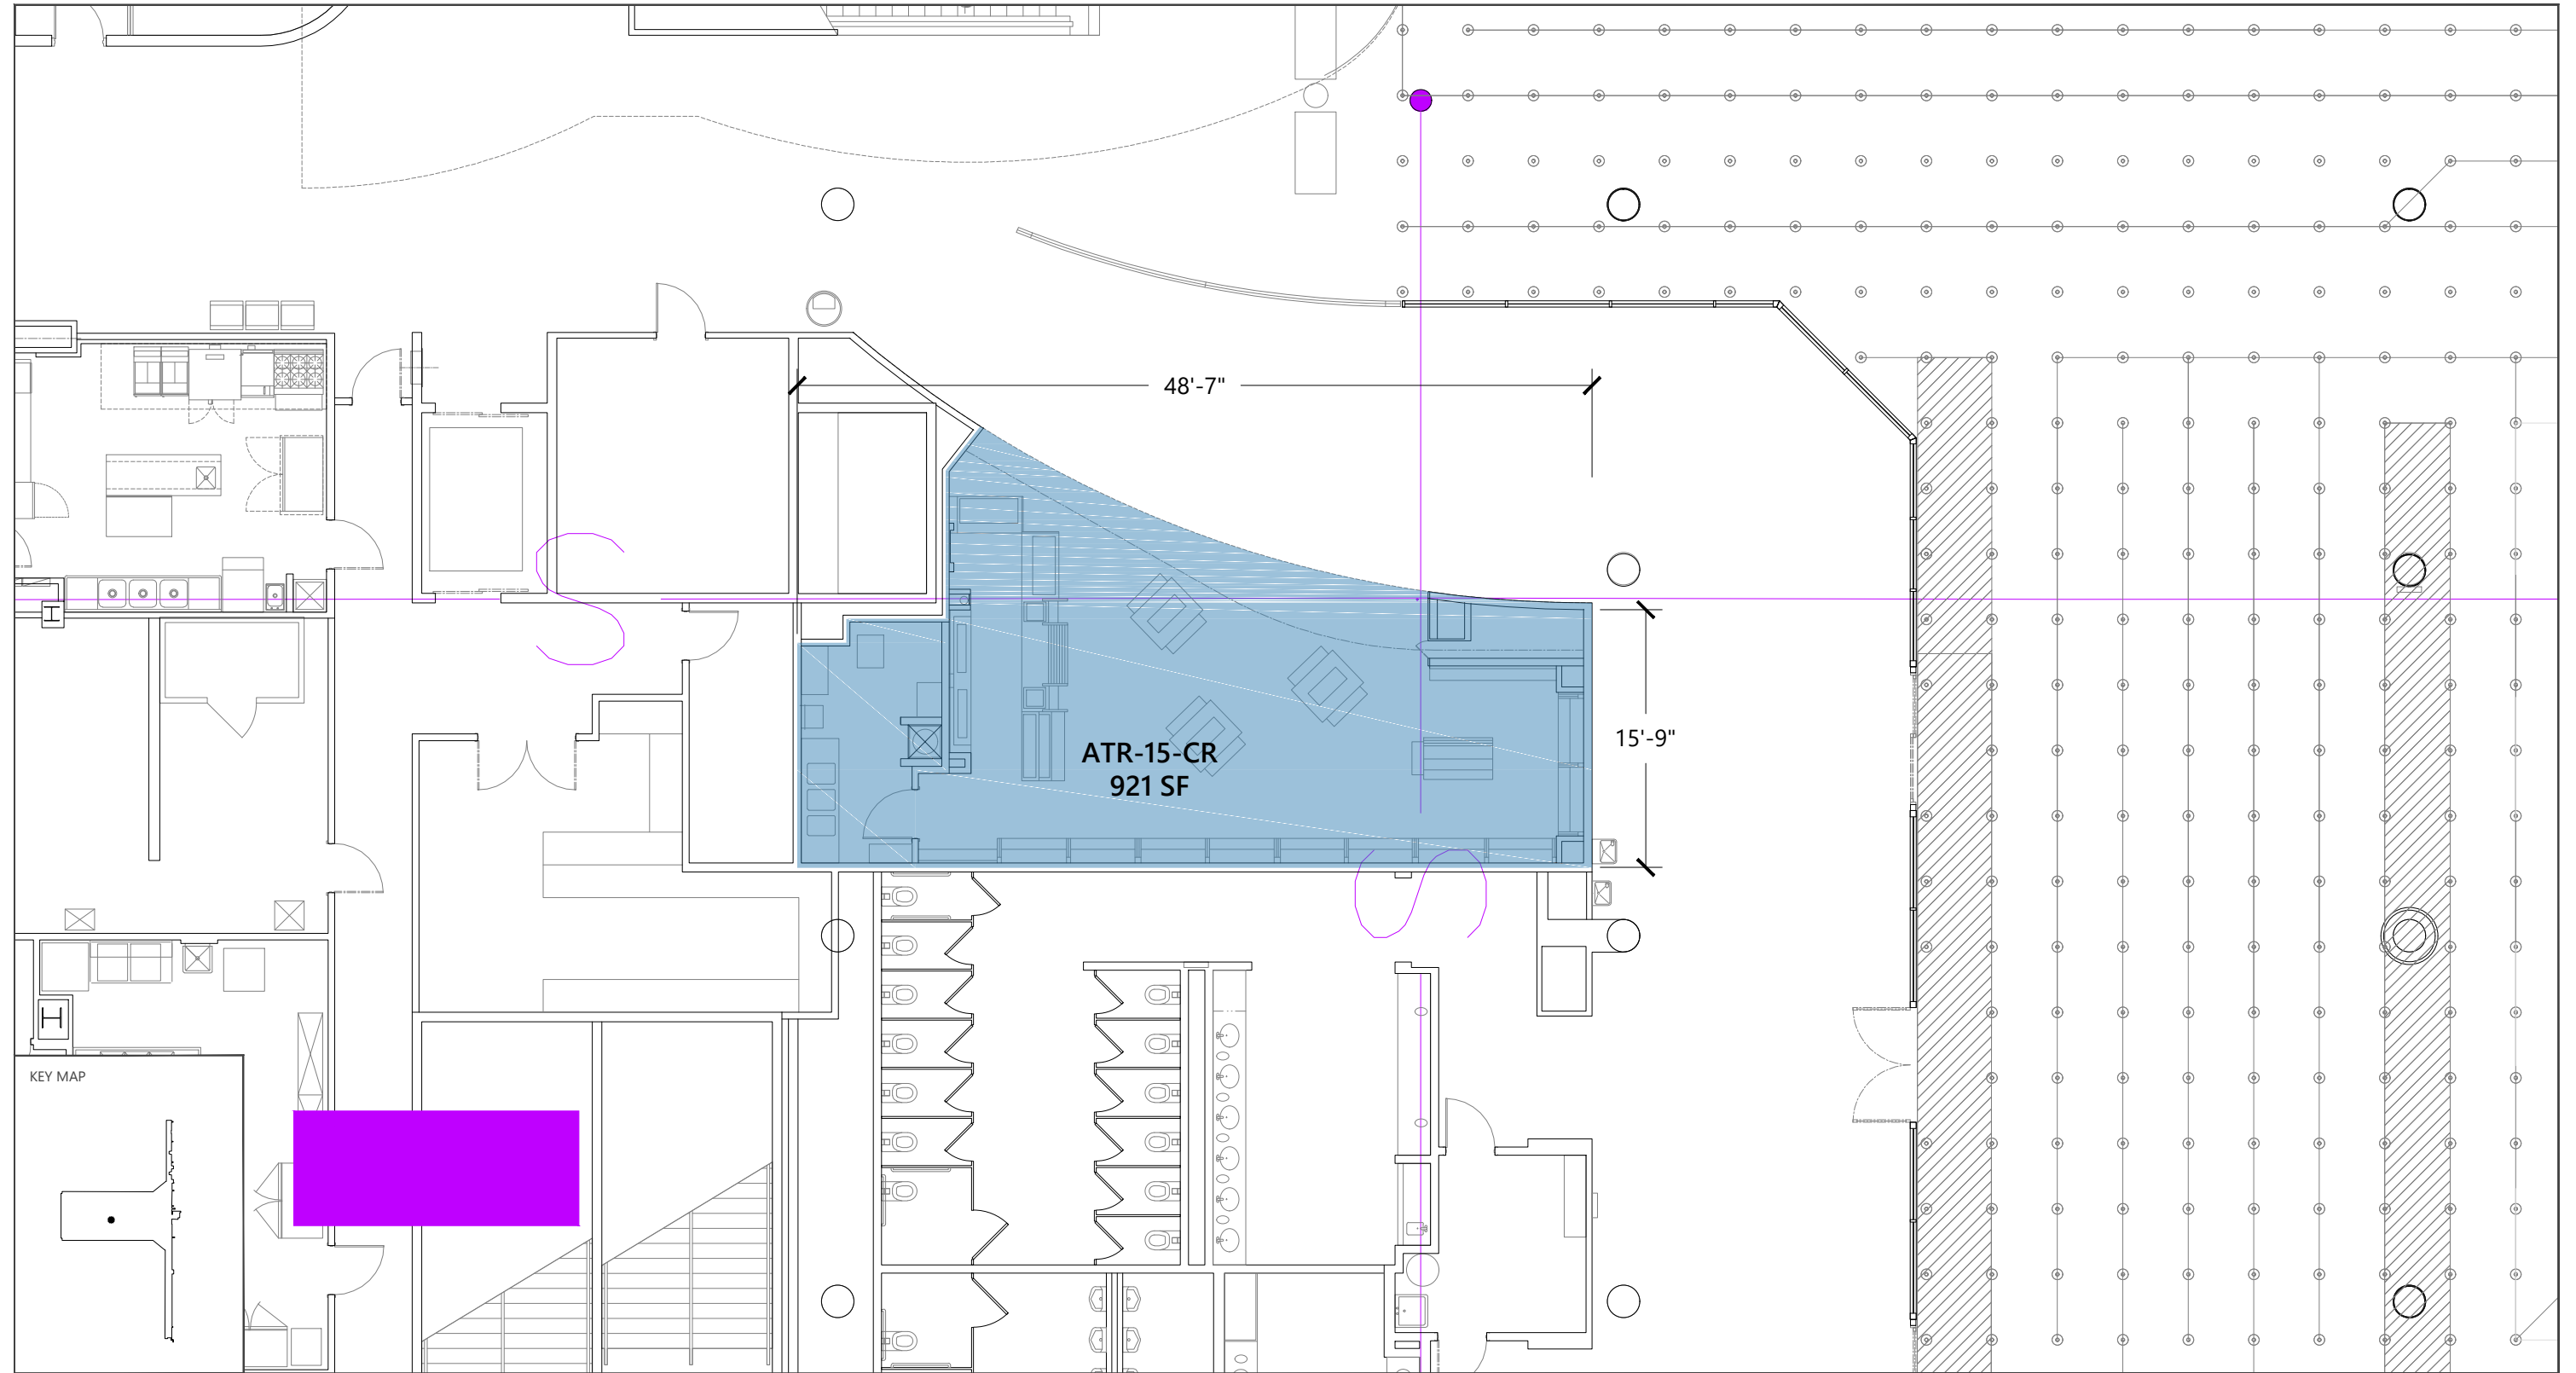 48'-7"
H
S
15'-9"
ATR-15-CR
921 SF
S
H
KEY MAP